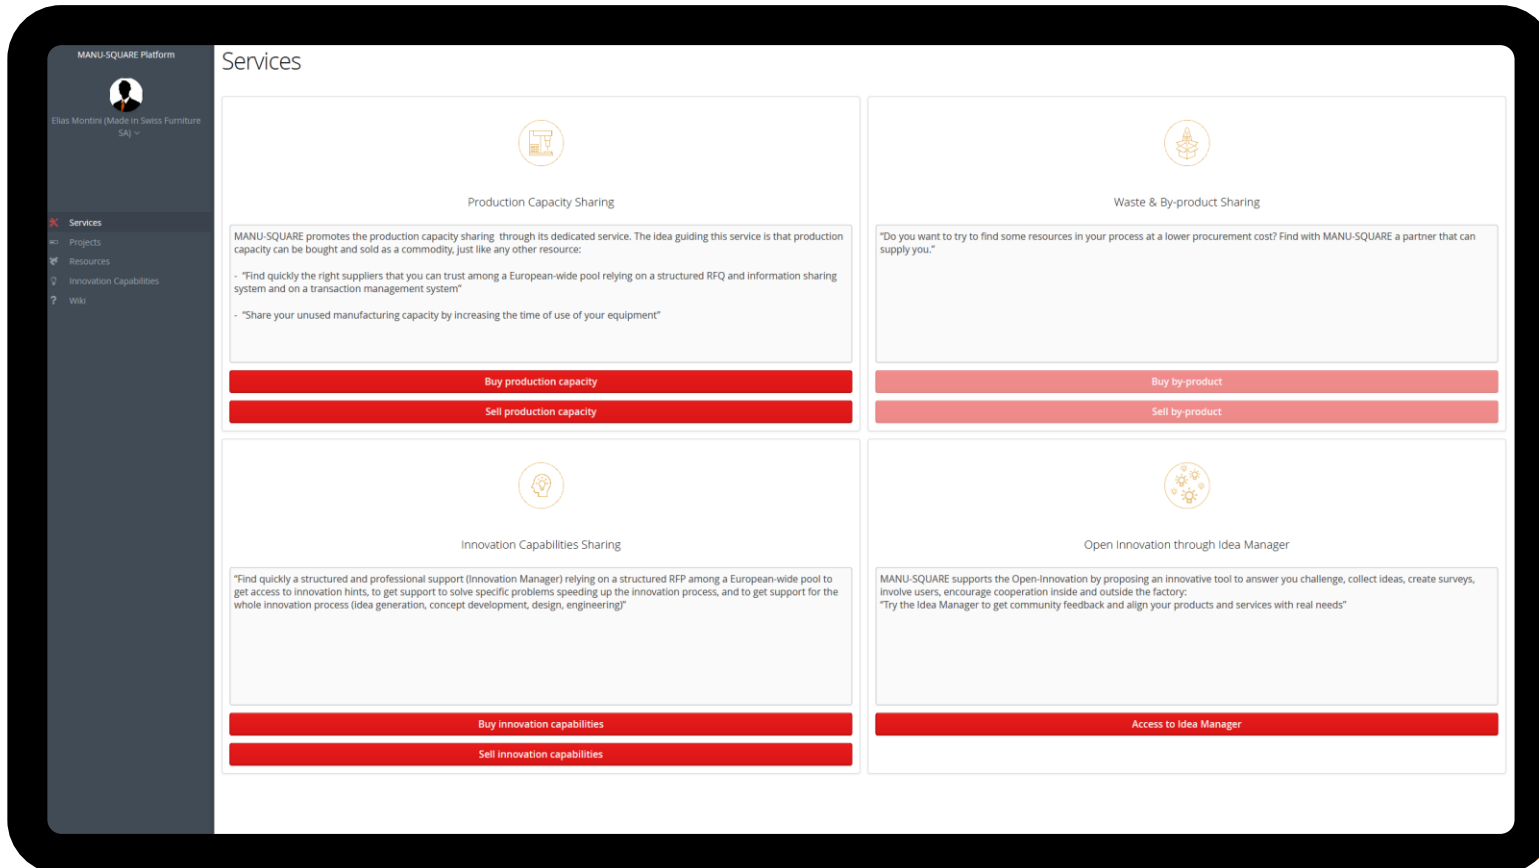 MANU-SQUARE Platform
Elias Montini (Made in Swiss Furniture
SA)
Services
Projects
Resources
Innovation Capabilities
? Wiki
Services
Production Capacity Sharing
MANU-SQUARE promotes the production capacity sharing through its dedicated service. The idea guiding this service is that production
capacity can be bought and sold as a commodity, just like any other resource:
- "Find quickly the right suppliers that you can trust among a European-wide pool relying on a structured RFQ and information sharing
system and on a transaction management system"
- "Share your unused manufacturing capacity by increasing the time of use of your equipment"
Buy production capacity
Sell production capacity
Waste & By-product Sharing
"Do you want to try to find some resources in your process at a lower procurement cost? Find with MANU-SQUARE a partner that can
supply you."
Buy by-product
Sell by-product
Innovation Capabilities Sharing
"Find quickly a structured and professional support (Innovation Manager) relying on a structured RFP among a European-wide pool to
get access to innovation hints, to get support to solve specific problems speeding up the innovation process, and to get support for the
whole innovation process (idea generation, concept development, design, engineering)"
Buy innovation capabilities
Sell innovation capabilities
Open Innovation through Idea Manager
MANU-SQUARE supports the Open-Innovation by proposing an innovative tool to answer you challenge, collect ideas, create surveys,
involve users, encourage cooperation inside and outside the factory:
"Try the Idea Manager to get community feedback and align your products and services with real needs"
Access to Idea Manager